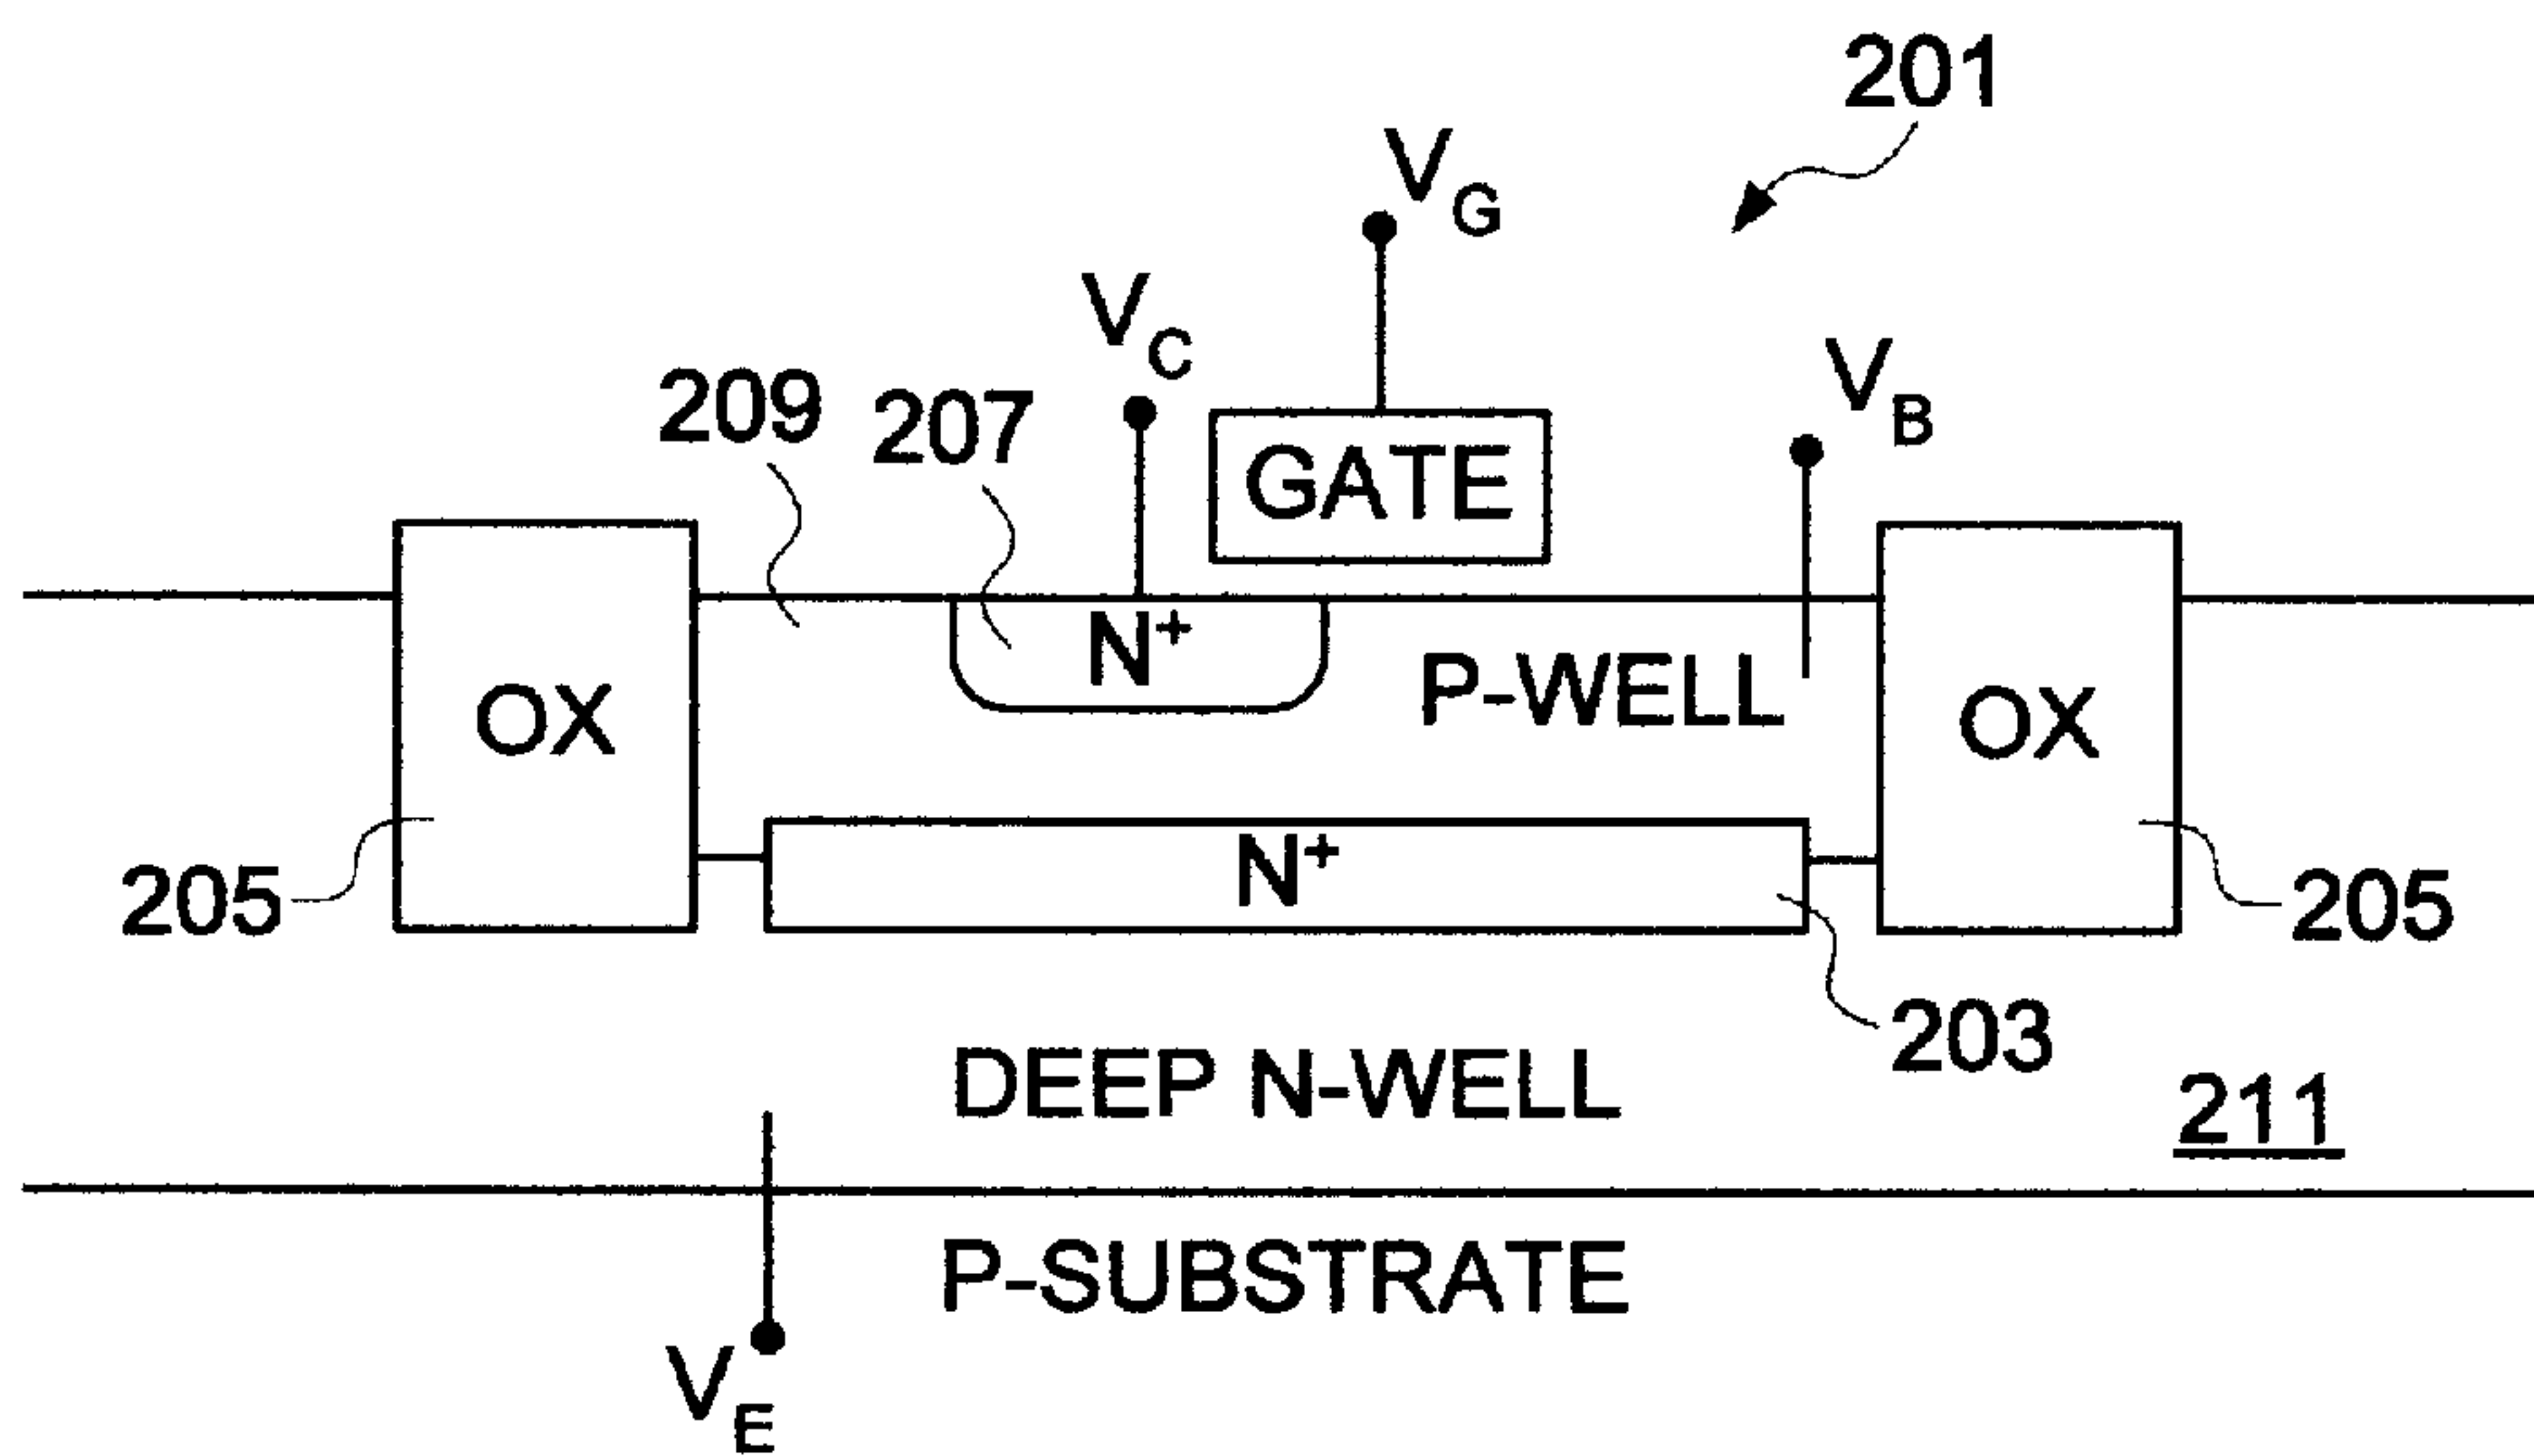 201
V_G
V_C
V_B
209
207
GATE
N⁺
P-WELL
OX
OX
N⁺
205
205
203
DEEP N-WELL
211
P-SUBSTRATE
V_E